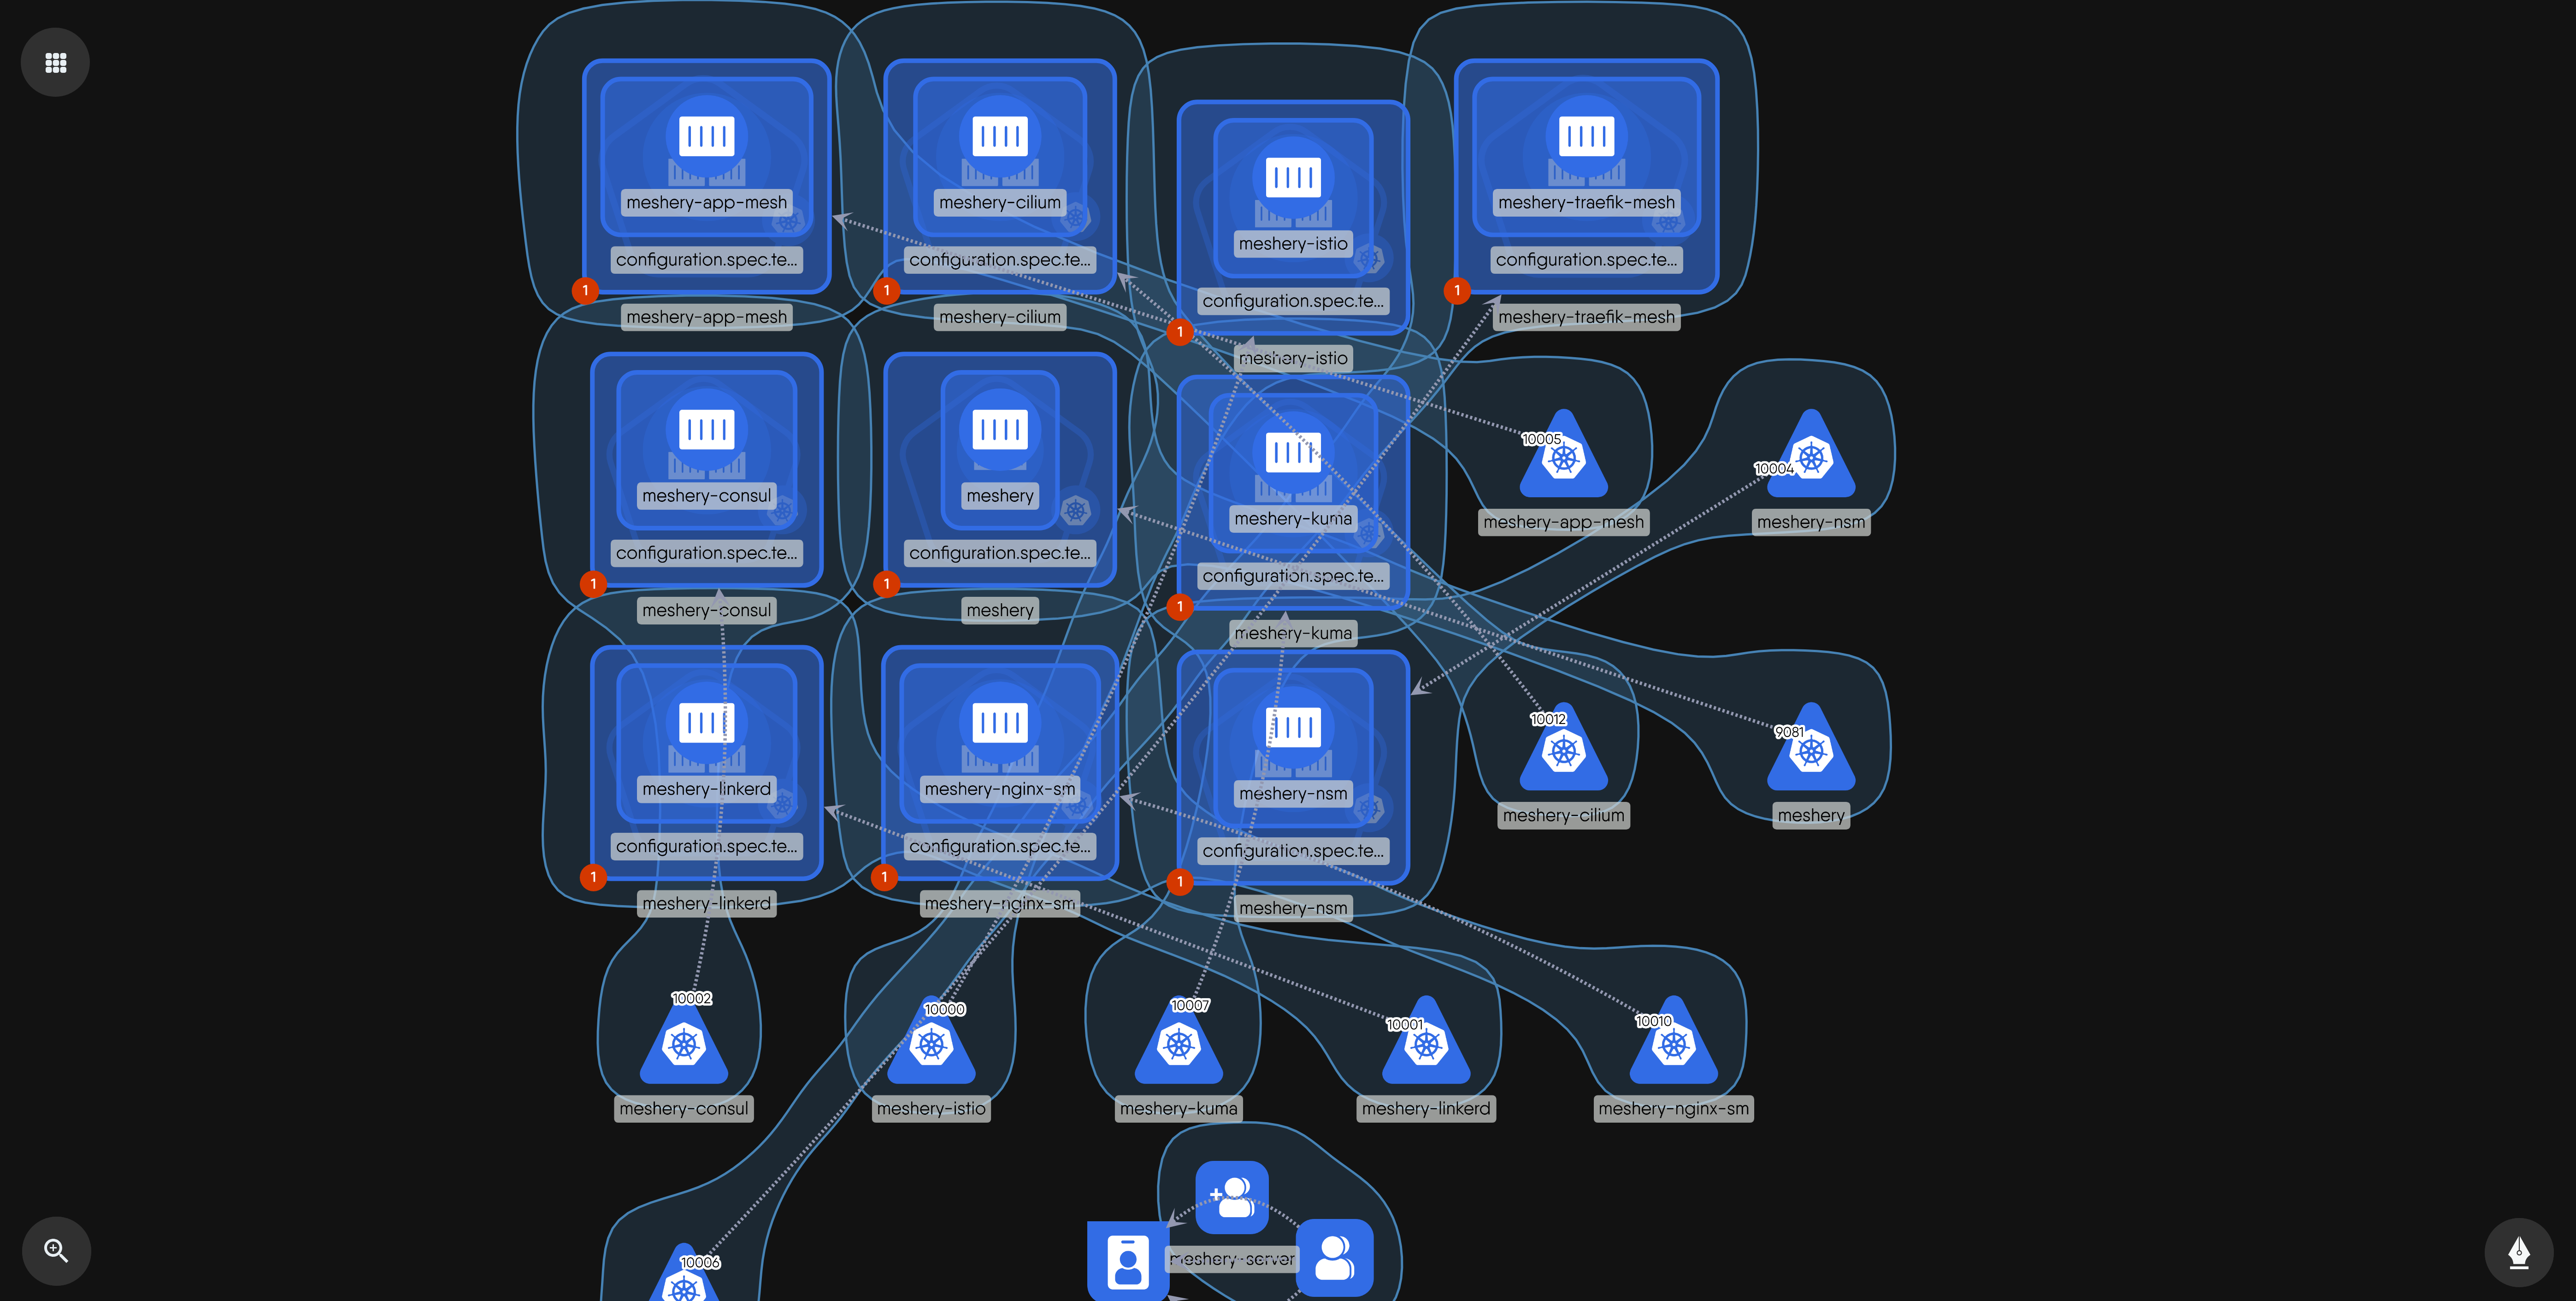 meshery-app-mesh
configuration.spec.te...
1
meshery-app-mesh
meshery-cilium
configuration.spec.te...
1
meshery-cilium
meshery-istio
configuration.spec.te...
1
meshery-istio
meshery-traefik-mesh
configuration.spec.te...
1
meshery-traefik-mesh
meshery-consul
configuration.spec.te...
1
meshery-consul
meshery
configuration.spec.te...
1
meshery
meshery-kuma
configuration.spec.te...
1
meshery-kuma
10005
meshery-app-mesh
10004
meshery-nsm
meshery-linkerd
configuration.spec.te...
1
meshery-linkerd
meshery-nginx-sm
configuration.spec.te...
1
meshery-nginx-sm
meshery-nsm
configuration.spec.te...
1
meshery-nsm
10012
meshery-cilium
9081
meshery
10002
meshery-consul
10000
meshery-istio
10007
meshery-kuma
10001
meshery-linkerd
10010
meshery-nginx-sm
meshery-server
10006